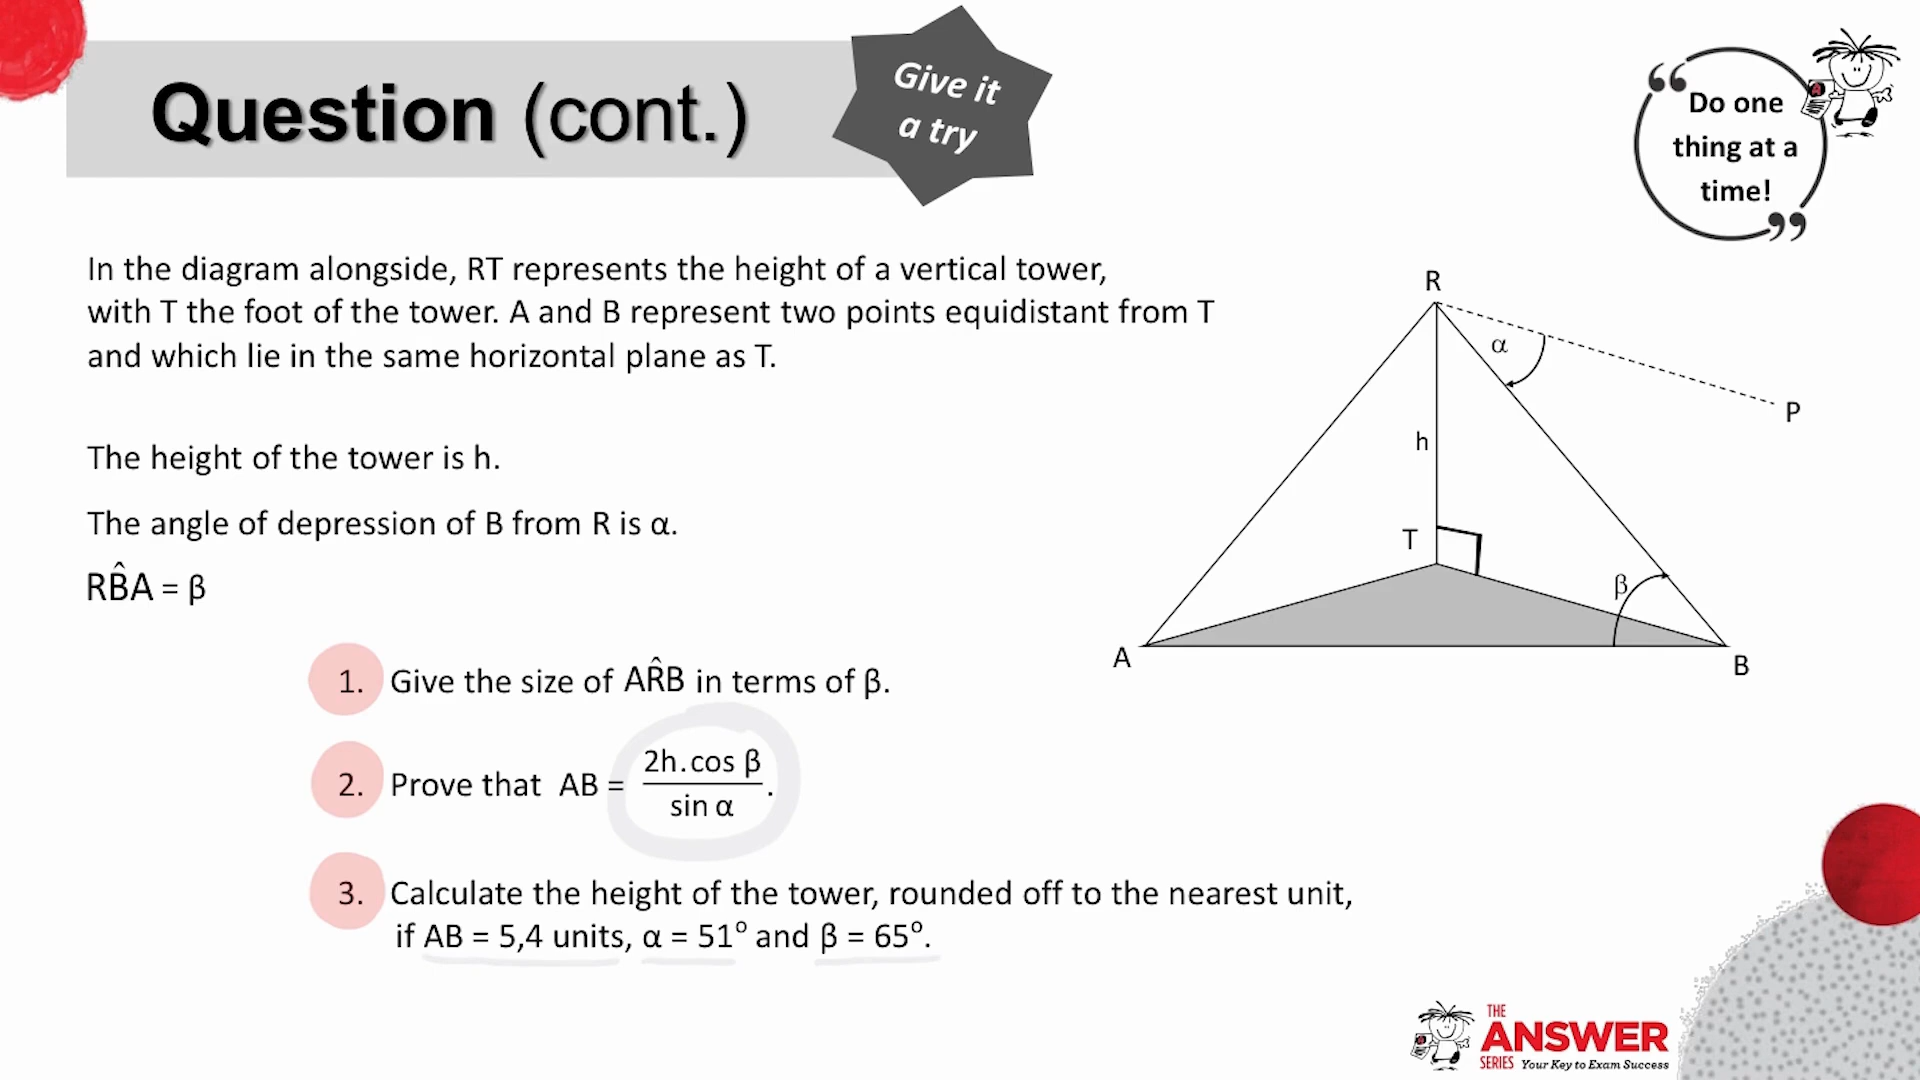 Question (cont.)
Give it
a try
“Do one
thing at a
time!”
In the diagram alongside, RT represents the height of a vertical tower,
with T the foot of the tower. A and B represent two points equidistant from T
and which lie in the same horizontal plane as T.
The height of the tower is h.
The angle of depression of B from R is α.
RB̂A = β
1. Give the size of AR̂B in terms of β.
2. Prove that AB = 2h.cos β / sin α.
3. Calculate the height of the tower, rounded off to the nearest unit,
if AB = 5,4 units, α = 51° and β = 65°.
R
α
P
h
T
β
A
B
THE
ANSWER
SERIES Your Key to Exam Success